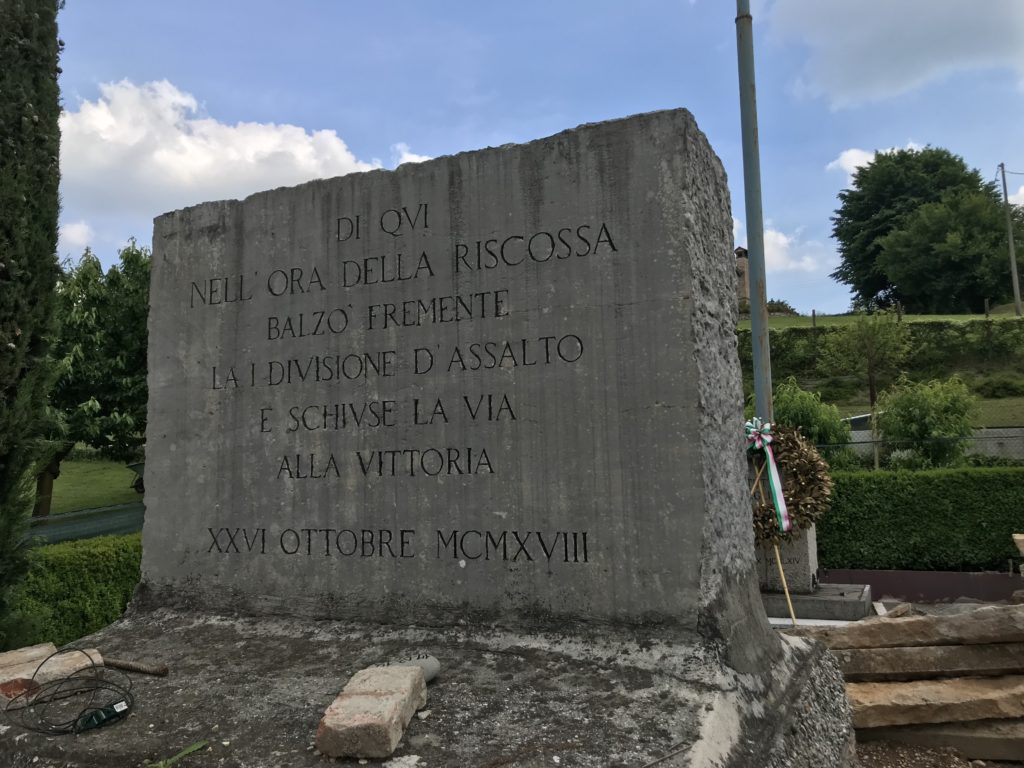 DI QVI
NELL' ORA DELLA RISCOSSA
BALZO' FREMENTE
LA I DIVISIONE D'ASSALTO
E SCHIVSE LA VIA
ALLA VITTORIA
XXVI OTTOBRE MCMXVIII